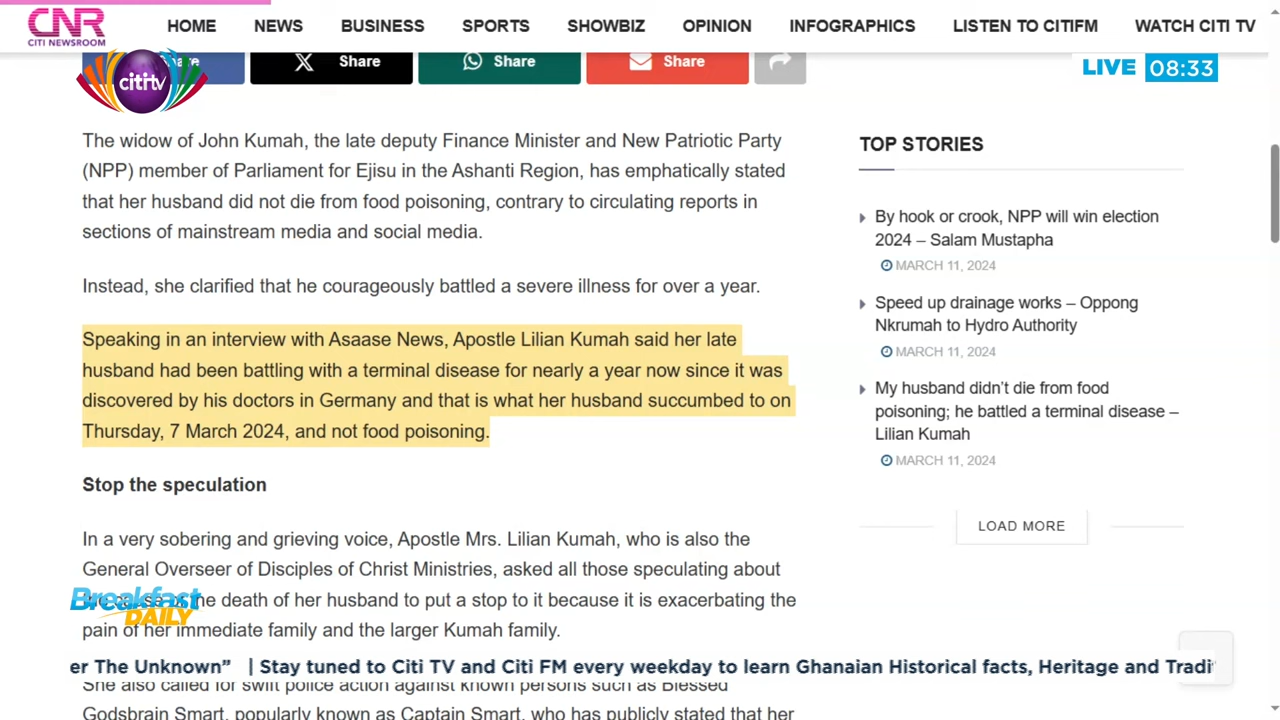 CNR
CITI NEWSROOM
HOME NEWS BUSINESS SPORTS SHOWBIZ OPINION INFOGRAPHICS LISTEN TO CITIFM WATCH CITI TV
Share Share Share
citi tv
LIVE 08:33
The widow of John Kumah, the late deputy Finance Minister and New Patriotic Party
(NPP) member of Parliament for Ejisu in the Ashanti Region, has emphatically stated
that her husband did not die from food poisoning, contrary to circulating reports in
sections of mainstream media and social media.
Instead, she clarified that he courageously battled a severe illness for over a year.
Speaking in an interview with Asaase News, Apostle Lilian Kumah said her late
husband had been battling with a terminal disease for nearly a year now since it was
discovered by his doctors in Germany and that is what her husband succumbed to on
Thursday, 7 March 2024, and not food poisoning.
Stop the speculation
In a very sobering and grieving voice, Apostle Mrs. Lilian Kumah, who is also the
General Overseer of Disciples of Christ Ministries, asked all those speculating about
the death of her husband to put a stop to it because it is exacerbating the
pain of her immediate family and the larger Kumah family.
She also called for swift police action against known persons such as Blessed
Godsbrain Smart, popularly known as Captain Smart, who has publicly stated that her
TOP STORIES
By hook or crook, NPP will win election
2024 – Salam Mustapha
MARCH 11, 2024
Speed up drainage works – Oppong
Nkrumah to Hydro Authority
MARCH 11, 2024
My husband didn't die from food
poisoning; he battled a terminal disease –
Lilian Kumah
MARCH 11, 2024
LOAD MORE
Breakfast
DAILY
er The Unknown" | Stay tuned to Citi TV and Citi FM every weekday to learn Ghanaian Historical facts, Heritage and Tradi